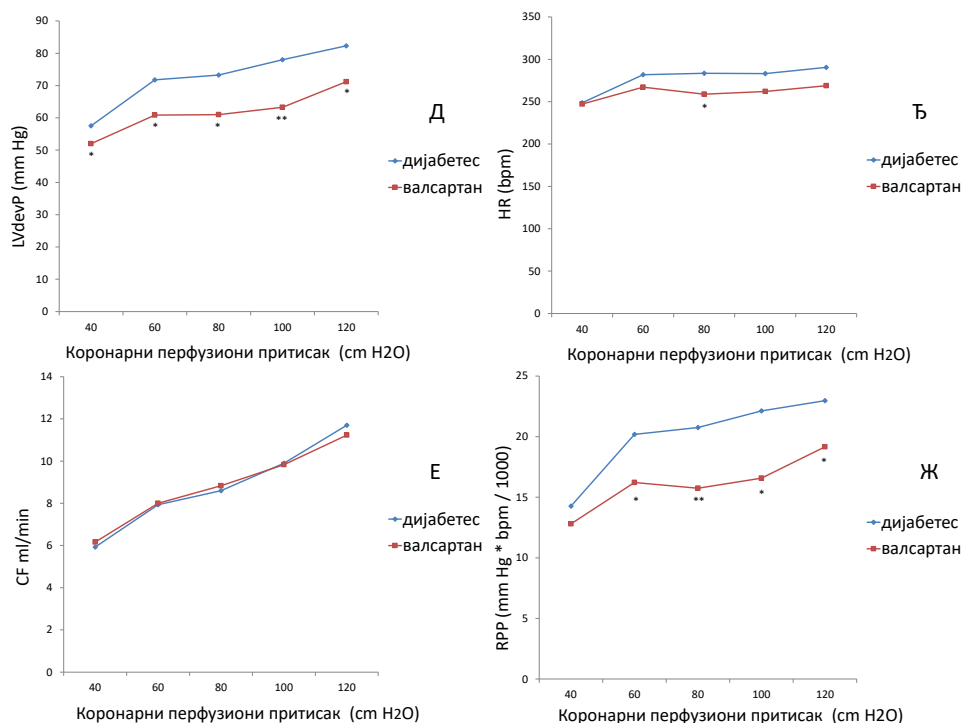 90
80
70
60
50
40
30
20
10
0
LVdevP (mm Hg)
40 60 80 100 120
Коронарни перфузиони притисак (cm H2O)
* * * ** *
Д
дијабетес
валсартан
350
300
250
200
150
100
50
0
HR (bpm)
40 60 80 100 120
Коронарни перфузиони притисак (cm H2O)
*
Ђ
дијабетес
валсартан
14
12
10
8
6
4
2
0
CF ml/min
40 60 80 100 120
Коронарни перфузиони притисак (cm H2O)
Е
дијабетес
валсартан
25
20
15
10
5
0
RPP (mm Hg * bpm / 1000)
40 60 80 100 120
Коронарни перфузиони притисак (cm H2O)
* ** * *
Ж
дијабетес
валсартан